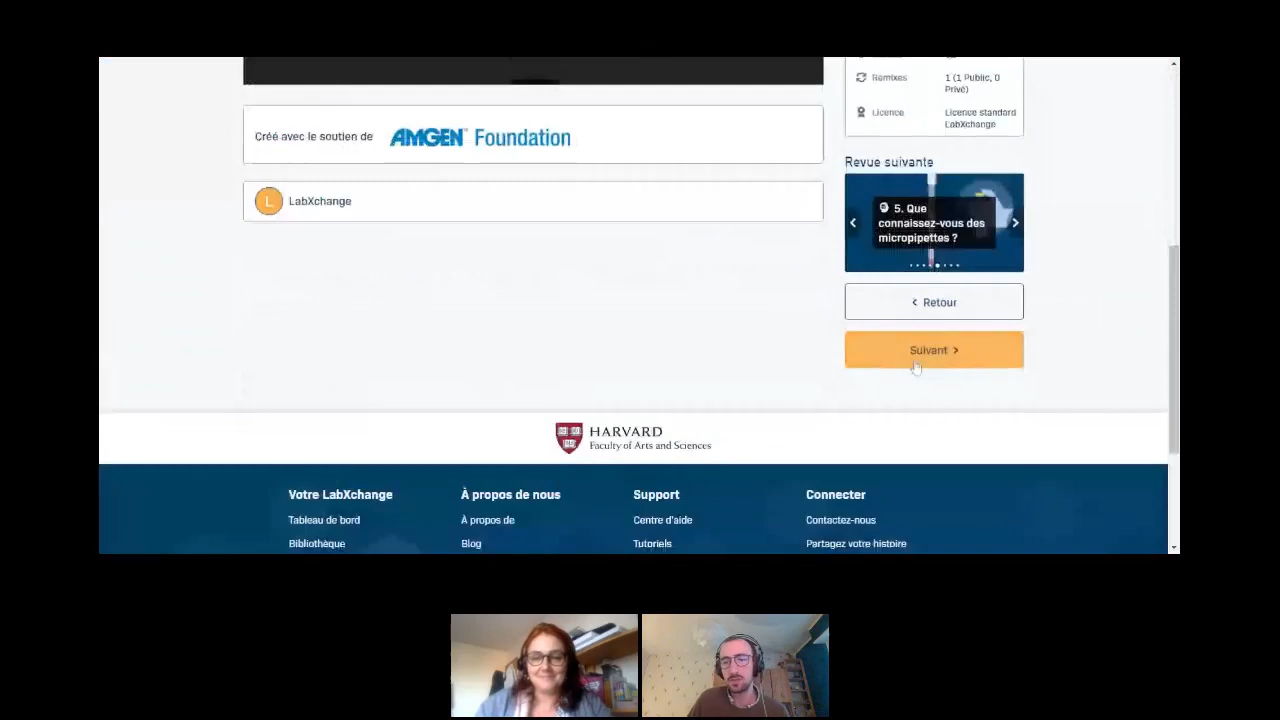 Remixes
1 (1 Public, 0
Privé)
Licence
Licence standard
LabXchange
Créé avec le soutien de
AMGEN Foundation
L
LabXchange
Revue suivante
5. Que
connaissez-vous des
micropipettes ?
Retour
Suivant
HARVARD
Faculty of Arts and Sciences
Votre LabXchange
À propos de nous
Support
Connecter
Tableau de bord
À propos de
Centre d'aide
Contactez-nous
Bibliothèque
Blog
Tutoriels
Partagez votre histoire